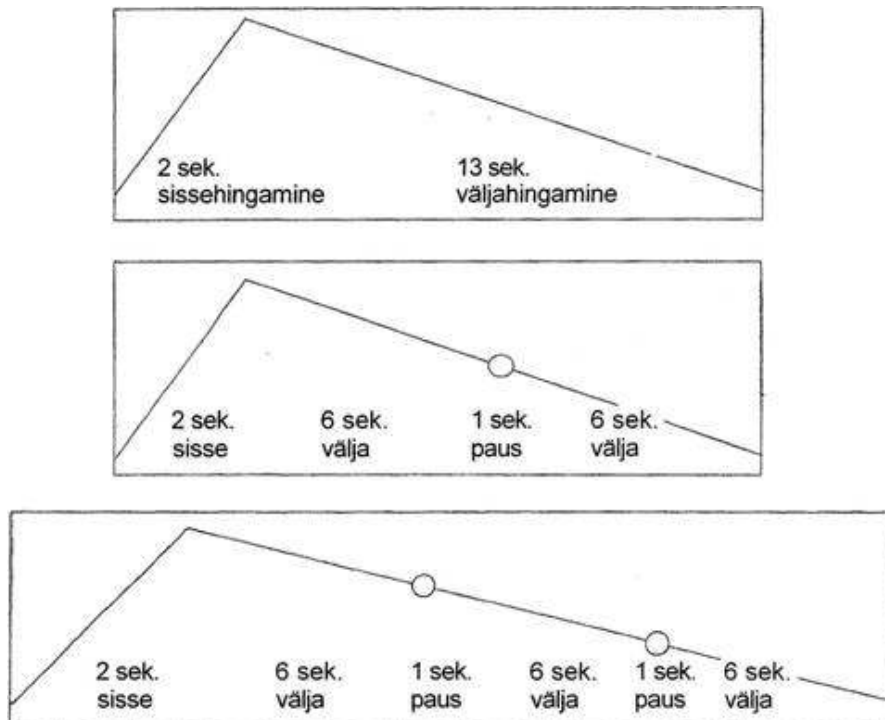 2 sek. 13 sek.
sissehingamine väljahingamine
2 sek. 6 sek. 1 sek. 6 sek.
sisse välja paus välja
2 sek. 6 sek. 1 sek. 6 sek. 1 sek. 6 sek.
sisse välja paus välja paus välja